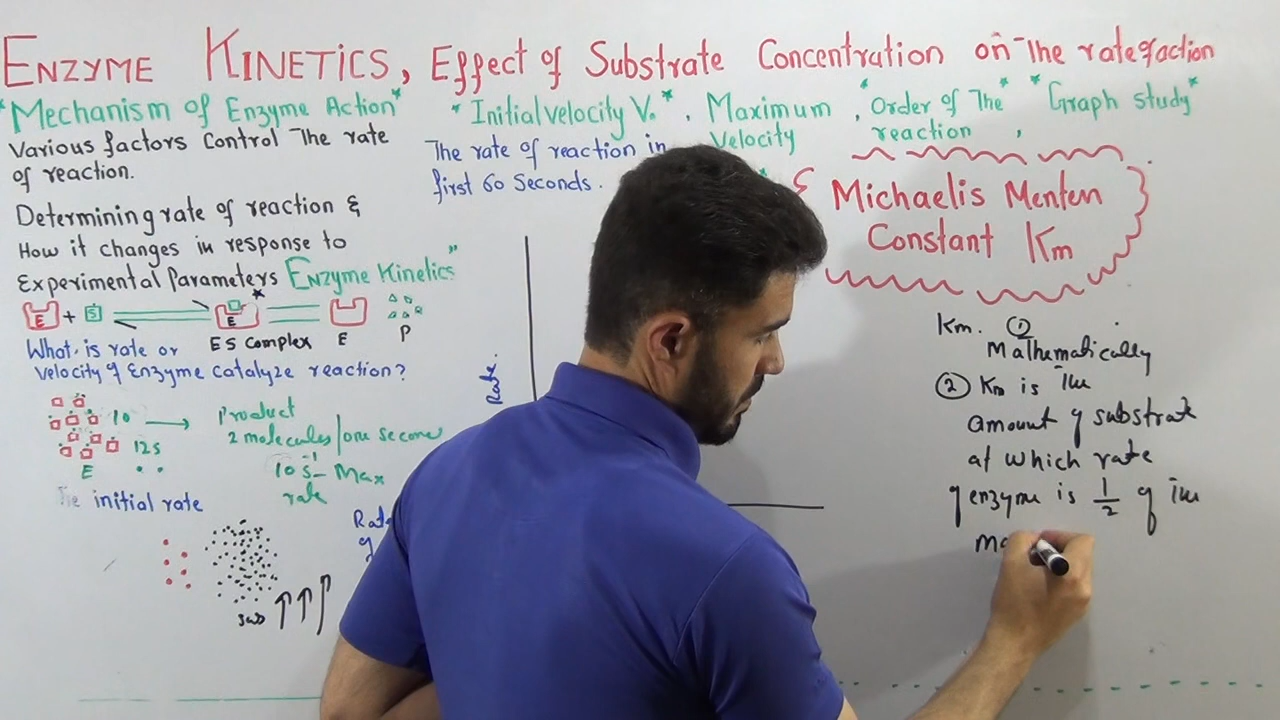 ENZYME KINETICS, Effect of Substrate Concentration on The rate of action
"Mechanism of Enzyme Action" "Initial velocity V₀", Maximum Velocity, "Order of The reaction", "Graph study"
&
Michaelis Menten
Constant Km
Various factors Control The rate
of reaction.
Determining rate of reaction &
How it changes in response to
Experimental Parameters Enzyme Kinetics"
E + S E E
ES Complex E P
What is rate or
velocity of Enzyme catalyze reaction?
10 → Product
2 molecules/one second
12 S
E
10 S⁻¹ - Max
rate
The initial rate
sub ↑↑↑
The rate of reaction in
first 60 Seconds.
Rate.
Km. ①
Mathematically
② Km is The
amount of substrate
at which rate
of enzyme is 1/2 of The